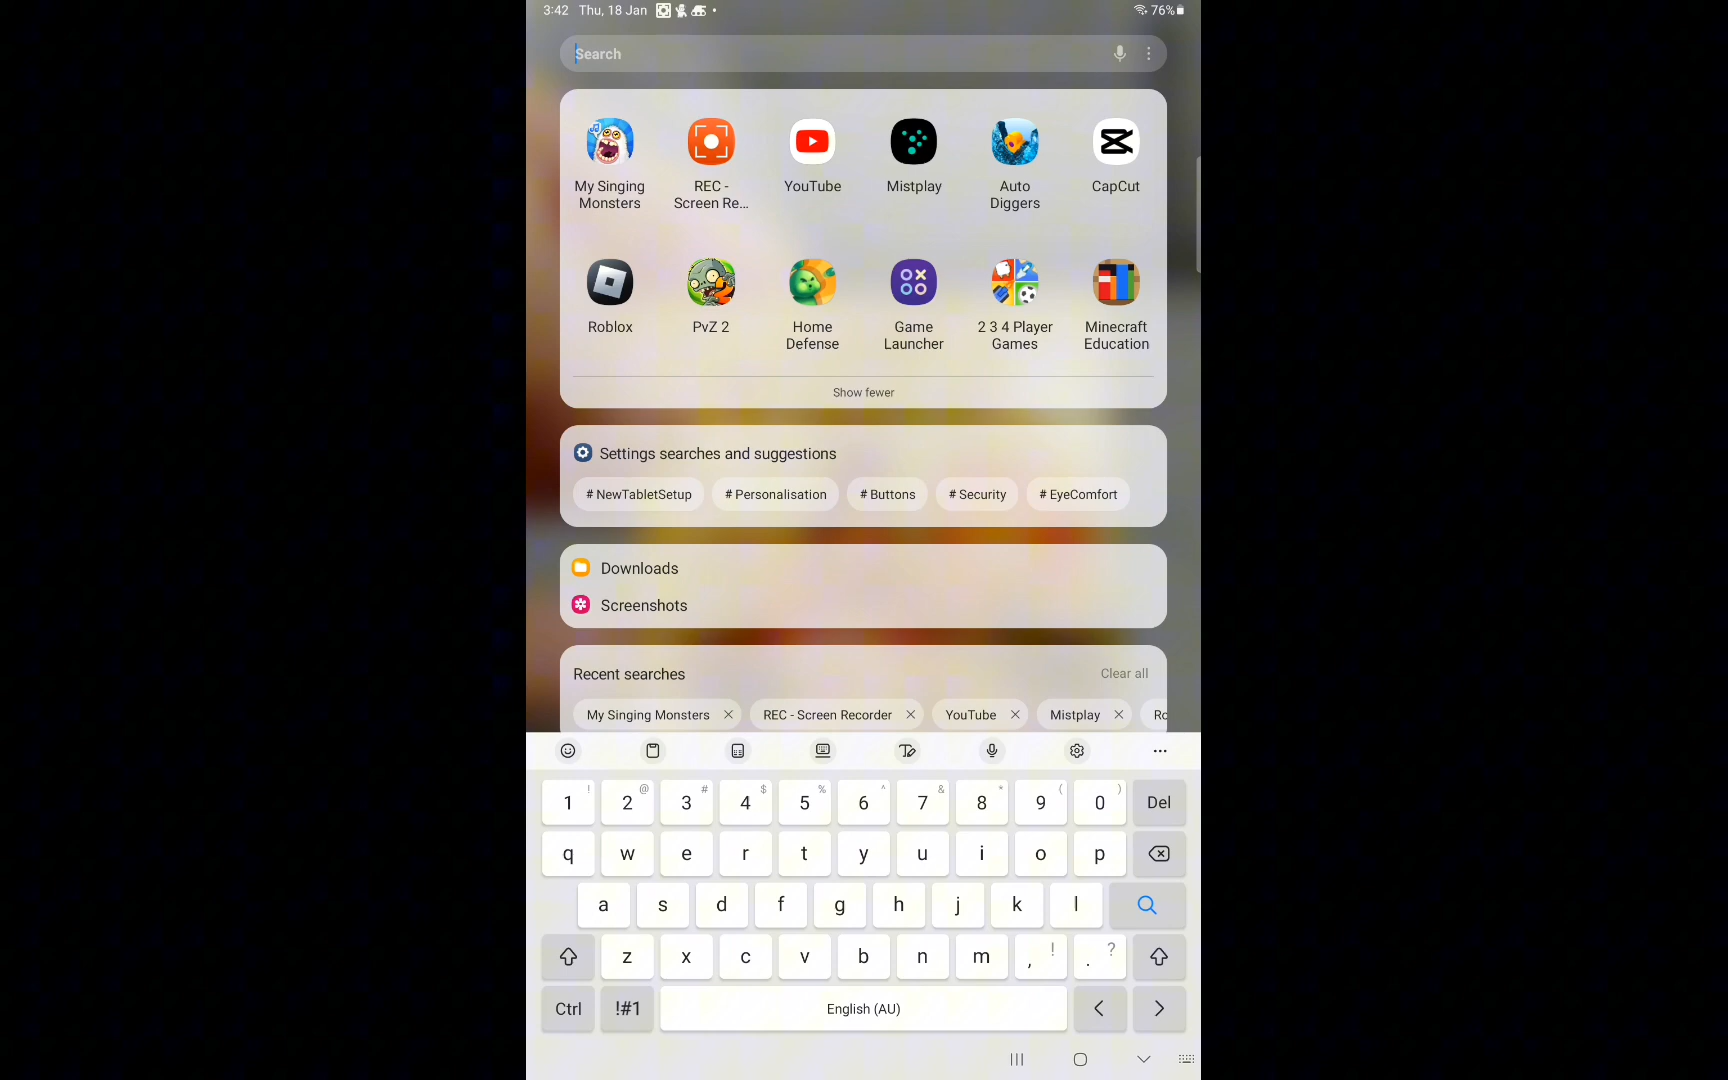 3:42 Thu, 18 Jan 76%
Search
My Singing Monsters
REC - Screen Re...
YouTube
Mistplay
Auto Diggers
CapCut
Roblox
PvZ 2
Home Defense
Game Launcher
2 3 4 Player Games
Minecraft Education
Show fewer
Settings searches and suggestions
# NewTabletSetup # Personalisation # Buttons # Security # EyeComfort
Downloads
Screenshots
Recent searches Clear all
My Singing Monsters REC - Screen Recorder YouTube Mistplay Ro
1 ! 2 @ 3 # 4 $ 5 % 6 ^ 7 & 8 * 9 ( 0 ) Del
q w e r t y u i o p
a s d f g h j k l
z x c v b n m , ! . ?
Ctrl !#1 English (AU) < >